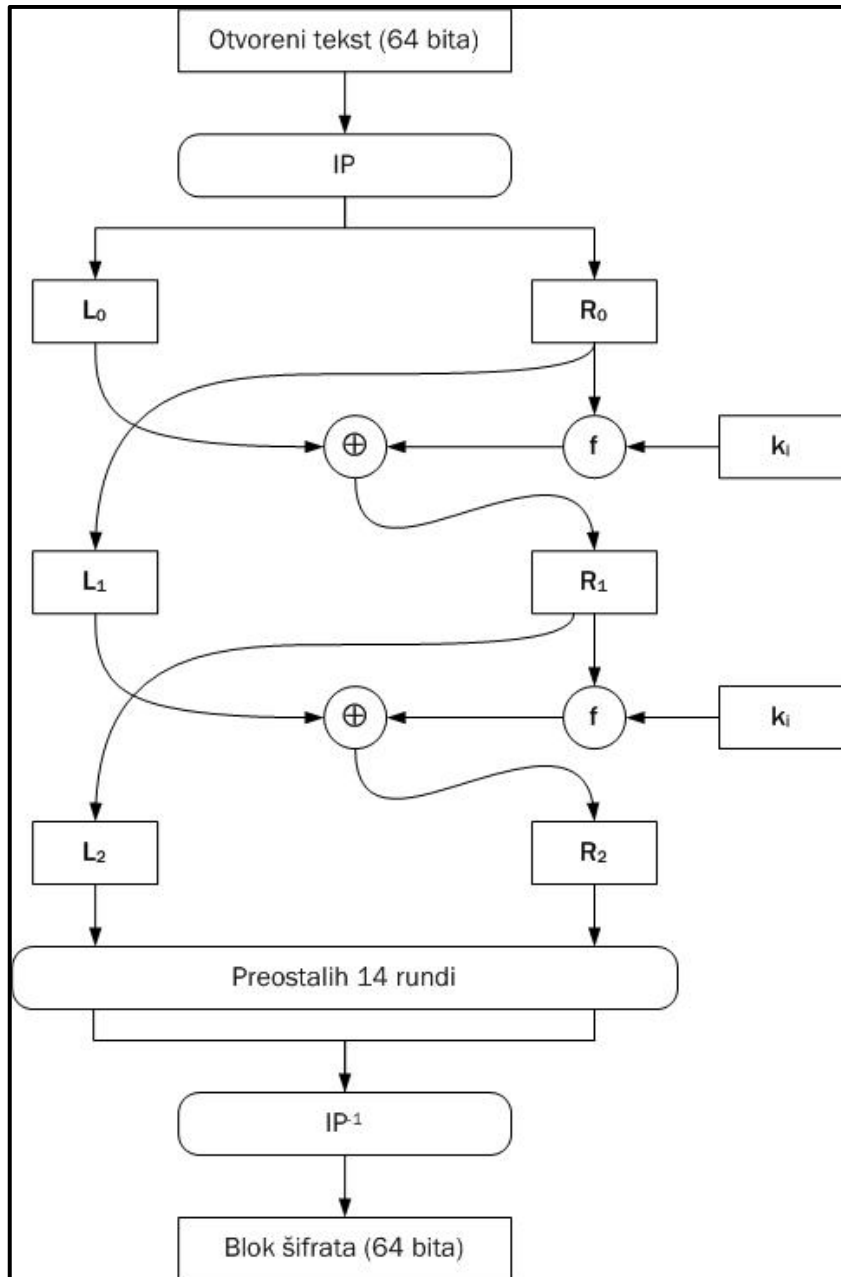 Otvoreni tekst (64 bita)
IP
L₀
R₀
⊕
f
kᵢ
L₁
R₁
⊕
f
kᵢ
L₂
R₂
Preostalih 14 rundi
IP⁻¹
Blok šifrata (64 bita)